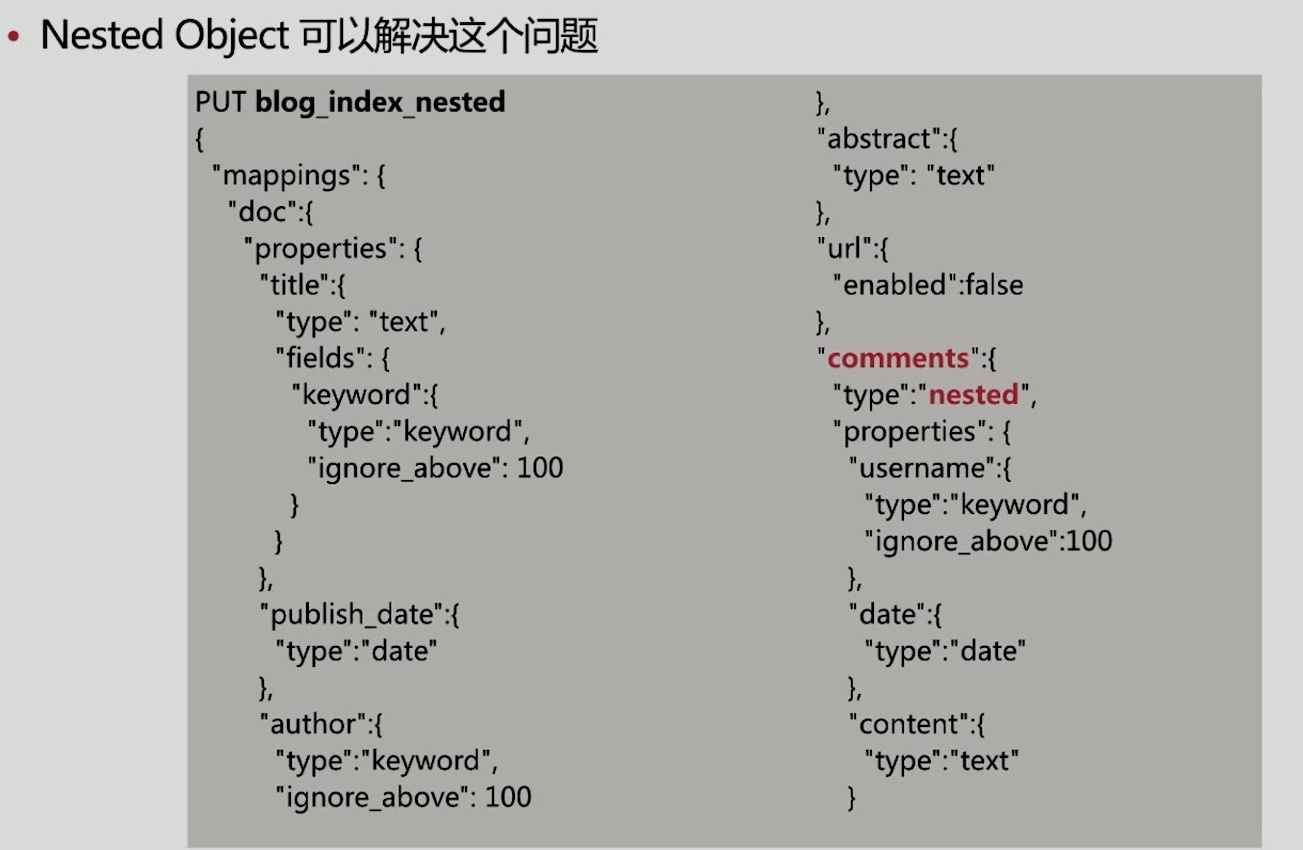 • Nested Object 可以解决这个问题
PUT blog_index_nested
{
"mappings": {
"doc":{
"properties": {
"title":{
"type": "text",
"fields": {
"keyword":{
"type":"keyword",
"ignore_above": 100
}
}
},
"publish_date":{
"type":"date"
},
"author":{
"type":"keyword",
"ignore_above": 100
},
"abstract":{
"type": "text"
},
"url":{
"enabled":false
},
"comments":{
"type":"nested",
"properties": {
"username":{
"type":"keyword",
"ignore_above":100
},
"date":{
"type":"date"
},
"content":{
"type":"text"
}